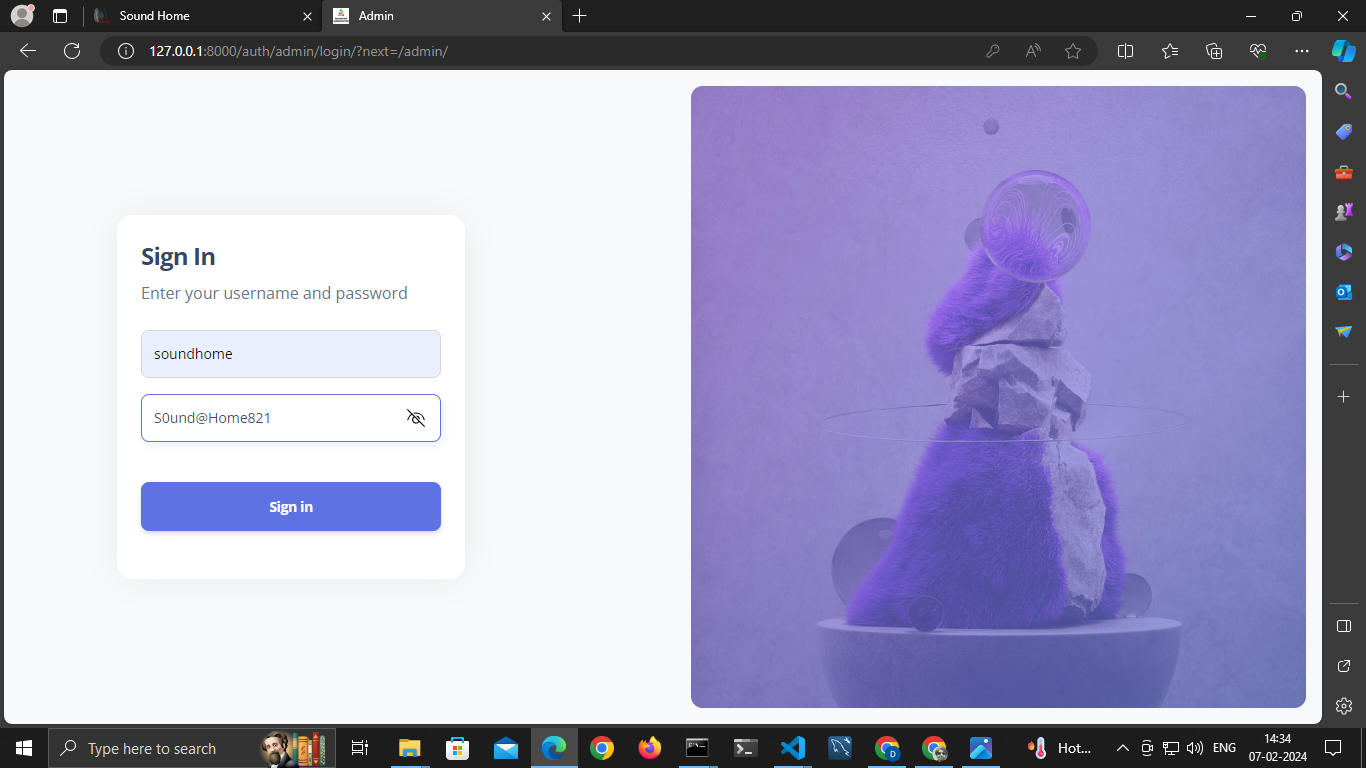 Sound Home
Admin
127.0.0.1:8000/auth/admin/login/?next=/admin/
Sign In
Enter your username and password
soundhome
S0und@Home821
Sign in
Type here to search
Hot...
ENG
14:34
07-02-2024